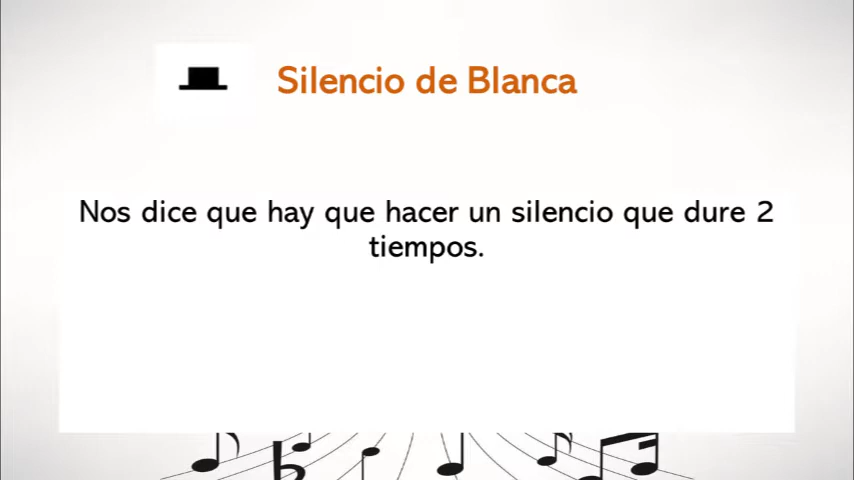 Silencio de Blanca
Nos dice que hay que hacer un silencio que dure 2
tiempos.